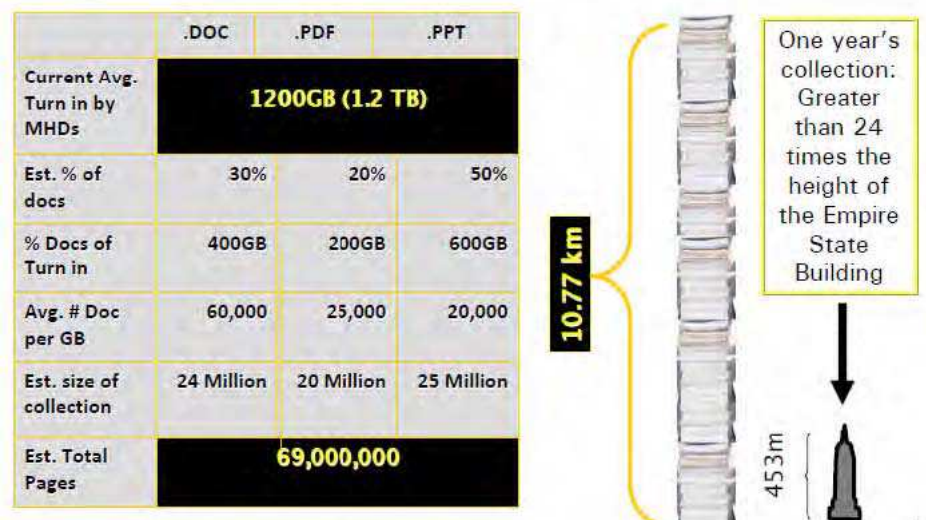 .DOC .PDF .PPT
Current Avg.
Turn in by
MHDs
1200GB (1.2 TB)
Est. % of
docs
30% 20% 50%
% Docs of
Turn in
400GB 200GB 600GB
Avg. # Doc
per GB
60,000 25,000 20,000
Est. size of
collection
24 Million 20 Million 25 Million
Est. Total
Pages
69,000,000
10.77 km
One year's
collection:
Greater
than 24
times the
height of
the Empire
State
Building
453m